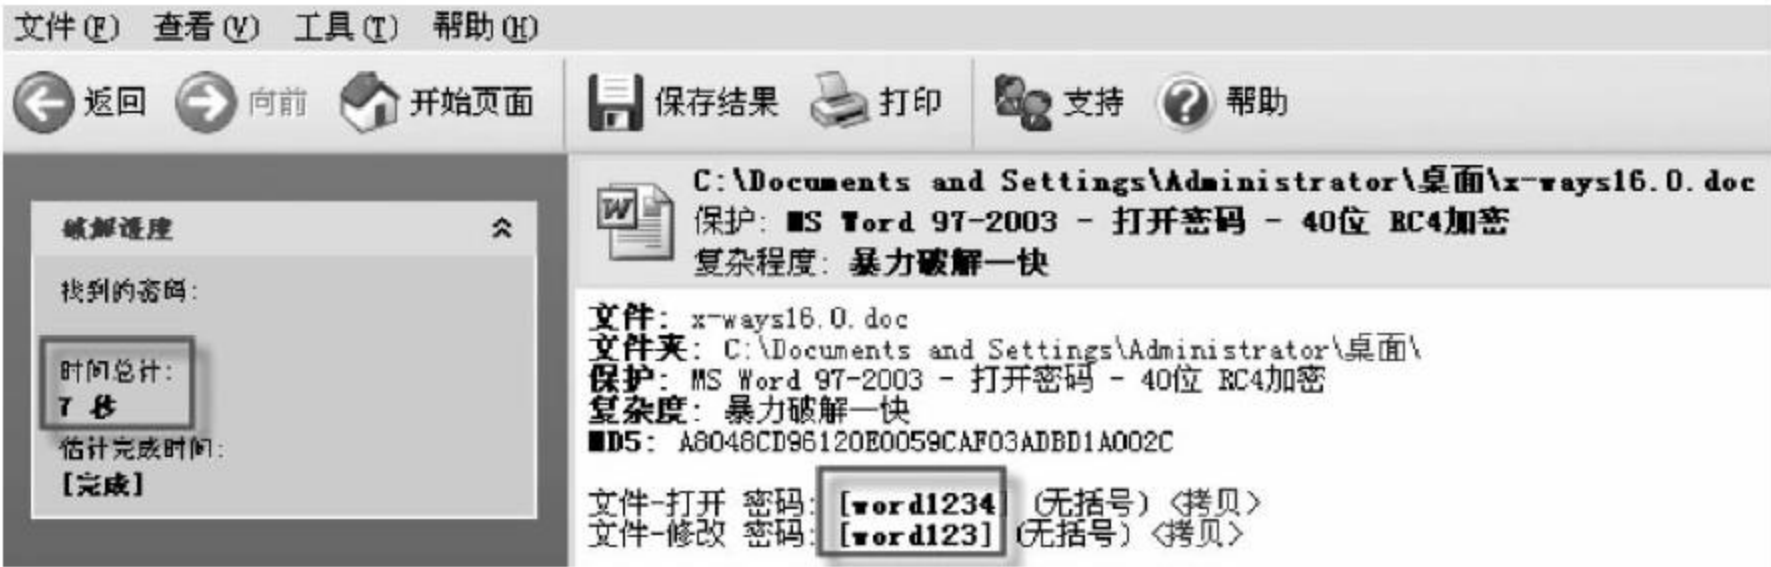 文件(F) 查看(V) 工具(T) 帮助(H)
返回 向前 开始页面 保存结果 打印 支持 帮助
破解进度
找到的密码:
时间总计:
7 秒
估计完成时间:
[完成]
C:\Documents and Settings\Administrator\桌面\x-ways16.0.doc
保护: MS Word 97-2003 - 打开密码 - 40位 RC4加密
复杂程度: 暴力破解一快
文件: x-ways16.0.doc
文件夹: C:\Documents and Settings\Administrator\桌面\
保护: MS Word 97-2003 - 打开密码 - 40位 RC4加密
复杂度: 暴力破解一快
MD5: A8048CD96120E0059CAF03ADBD1A002C
文件-打开 密码: [word1234] (无括号) <拷贝>
文件-修改 密码: [word123] (无括号) <拷贝>